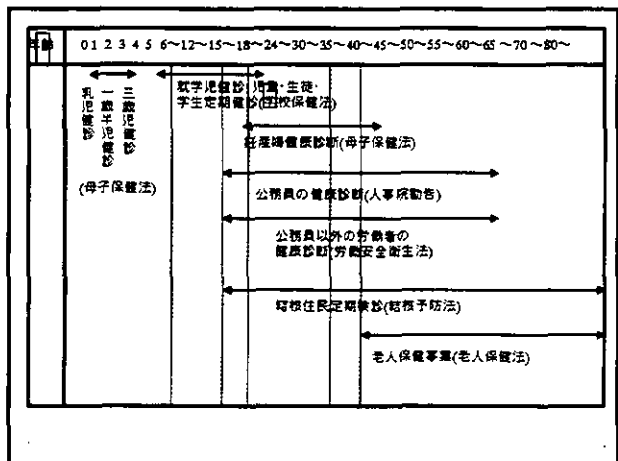 年齢 0 1 2 3 4 5 6～12～15～18～24～30～35～40～45～50～55～60～65 ～70 ～80～
乳児健診
一歳半児健診
三歳児健診
(母子保健法)
就学児健診 児童・生徒・
学生定期健診(学校保健法)
妊産婦健康診断(母子保健法)
公務員の健康診断(人事院勧告)
公務員以外の労働者の
健康診断(労働安全衛生法)
結核住民定期検診(結核予防法)
老人保健事業(老人保健法)